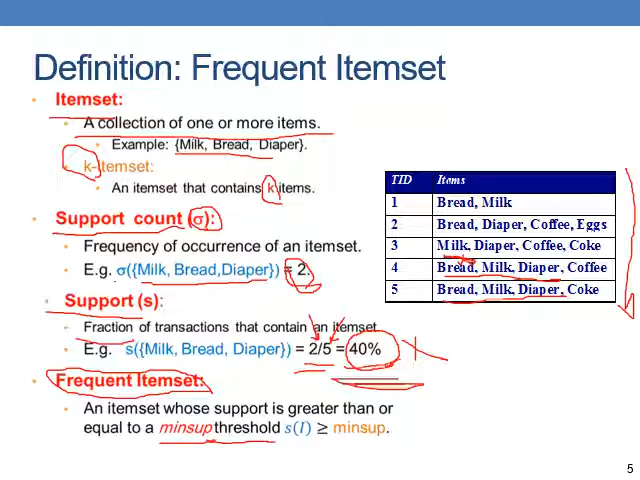 Definition: Frequent Itemset
• Itemset:
• A collection of one or more items.
• Example: {Milk, Bread, Diaper}.
• k-itemset:
• An itemset that contains k items.
• Support count (σ):
• Frequency of occurrence of an itemset.
• E.g. σ({Milk, Bread,Diaper}) = 2.
• Support (s):
• Fraction of transactions that contain an itemset
• E.g. s({Milk, Bread, Diaper}) = 2/5 = 40%
• Frequent Itemset:
• An itemset whose support is greater than or
equal to a minsup threshold s(I) ≥ minsup.
TID Items
1 Bread, Milk
2 Bread, Diaper, Coffee, Eggs
3 Milk, Diaper, Coffee, Coke
4 Bread, Milk, Diaper, Coffee
5 Bread, Milk, Diaper, Coke
5